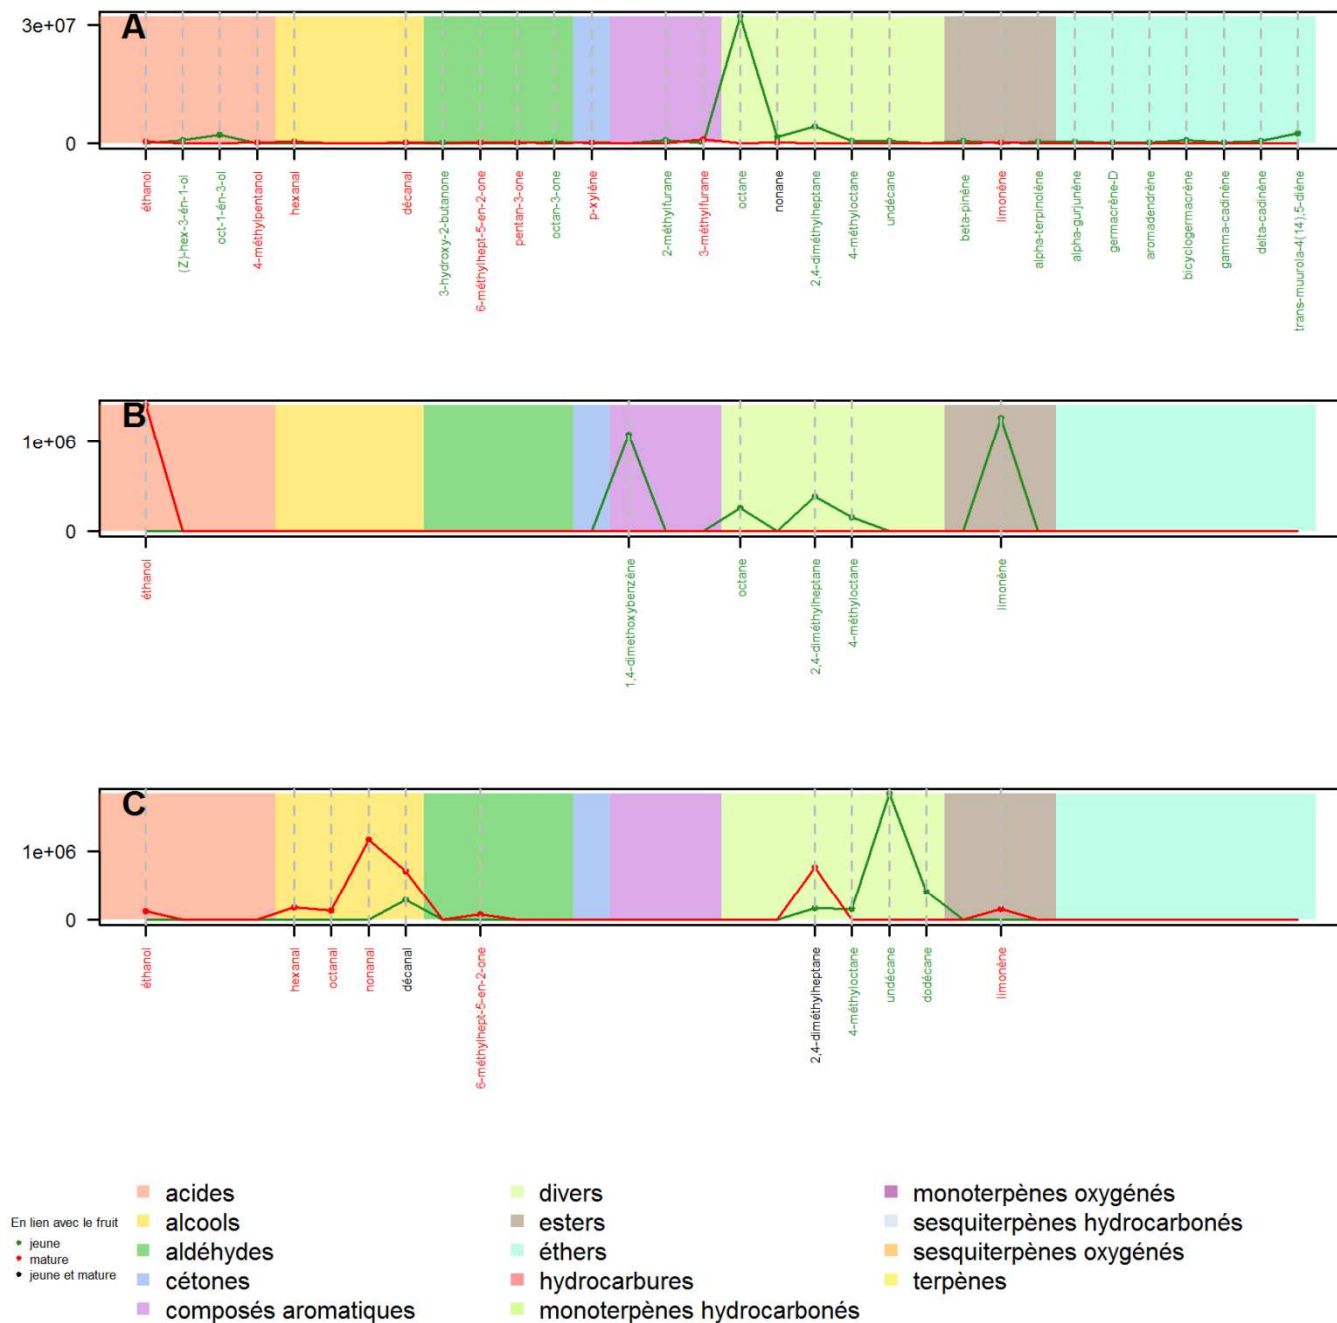 A
3e+07
0
éthanol
(Z)-hex-3-én-1-ol
oct-1-én-3-ol
4-méthylpentanol
hexanal
décanal
3-hydroxy-2-butanone
6-méthylhept-5-en-2-one
pentan-3-one
octan-3-one
p-xylène
2-méthylfurane
3-méthylfurane
octane
nonane
2,4-diméthylheptane
4-méthyloctane
undécane
beta-pinène
limonène
alpha-terpinolène
alpha-gurjunène
germacrène-D
aromadendrène
bicyclogermacrène
gamma-cadinène
delta-cadinène
trans-muurola-4(14),5-diène
B
1e+06
0
éthanol
1,4-dimethoxybenzène
octane
2,4-diméthylheptane
4-méthyloctane
limonène
C
1e+06
0
éthanol
hexanal
octanal
nonanal
décanal
6-méthylhept-5-en-2-one
2,4-diméthylheptane
4-méthyloctane
undécane
dodécane
limonène
En lien avec le fruit
jeune
mature
jeune et mature
acides
alcools
aldéhydes
cétones
composés aromatiques
divers
esters
éthers
hydrocarbures
monoterpènes hydrocarbonés
monoterpènes oxygénés
sesquiterpènes hydrocarbonés
sesquiterpènes oxygénés
terpènes